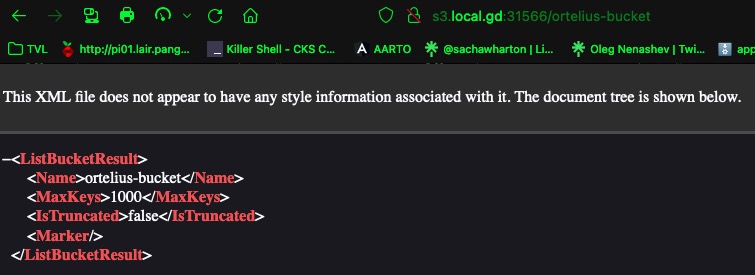 s3.local.gd:31566/ortelius-bucket
TVL http://pi01.lair.pang... Killer Shell - CKS C... AARTO @sachawharton | Li... Oleg Nenashev | Twi... app
This XML file does not appear to have any style information associated with it. The document tree is shown below.
−<ListBucketResult>
<Name>ortelius-bucket</Name>
<MaxKeys>1000</MaxKeys>
<IsTruncated>false</IsTruncated>
<Marker/>
</ListBucketResult>